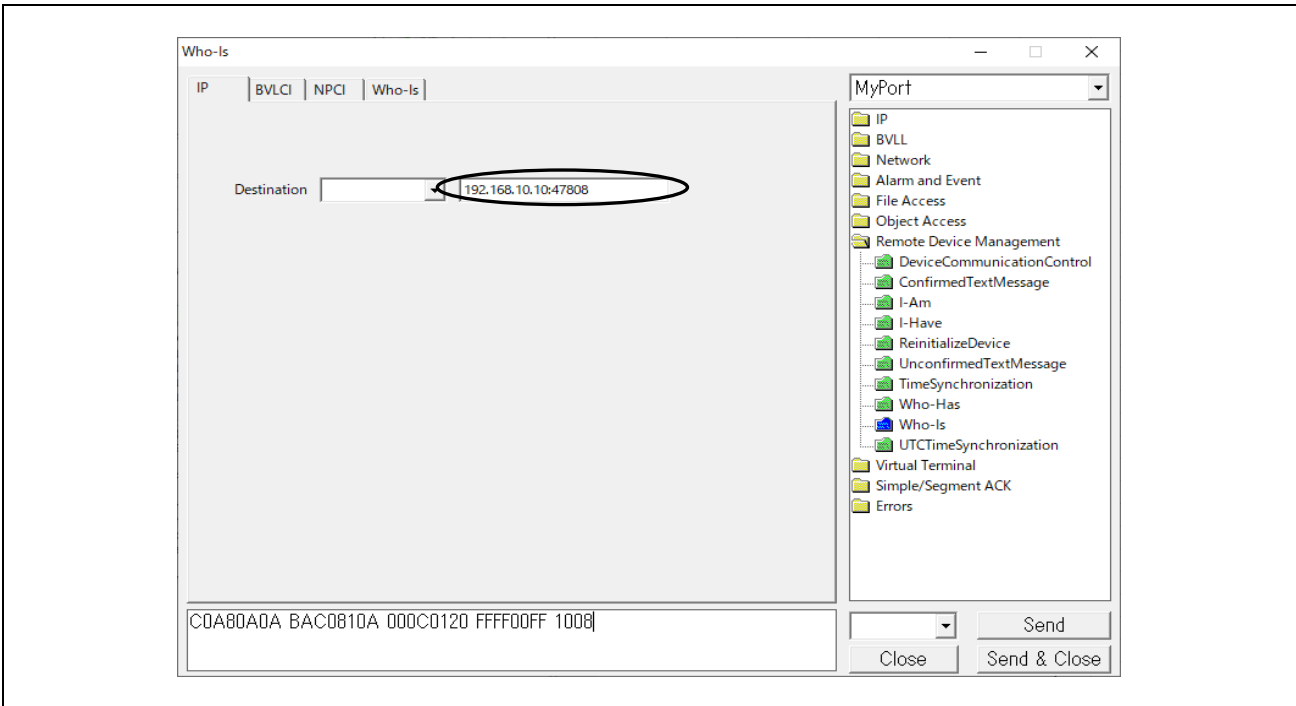 Who-Is
IP BVLCI NPCI Who-Is
Destination 192.168.10.10:47808
C0A80A0A BAC0810A 000C0120 FFFF00FF 1008
MyPort
IP
BVLL
Network
Alarm and Event
File Access
Object Access
Remote Device Management
DeviceCommunicationControl
ConfirmedTextMessage
I-Am
I-Have
ReinitializeDevice
UnconfirmedTextMessage
TimeSynchronization
Who-Has
Who-Is
UTCTimeSynchronization
Virtual Terminal
Simple/Segment ACK
Errors
Send
Close Send & Close